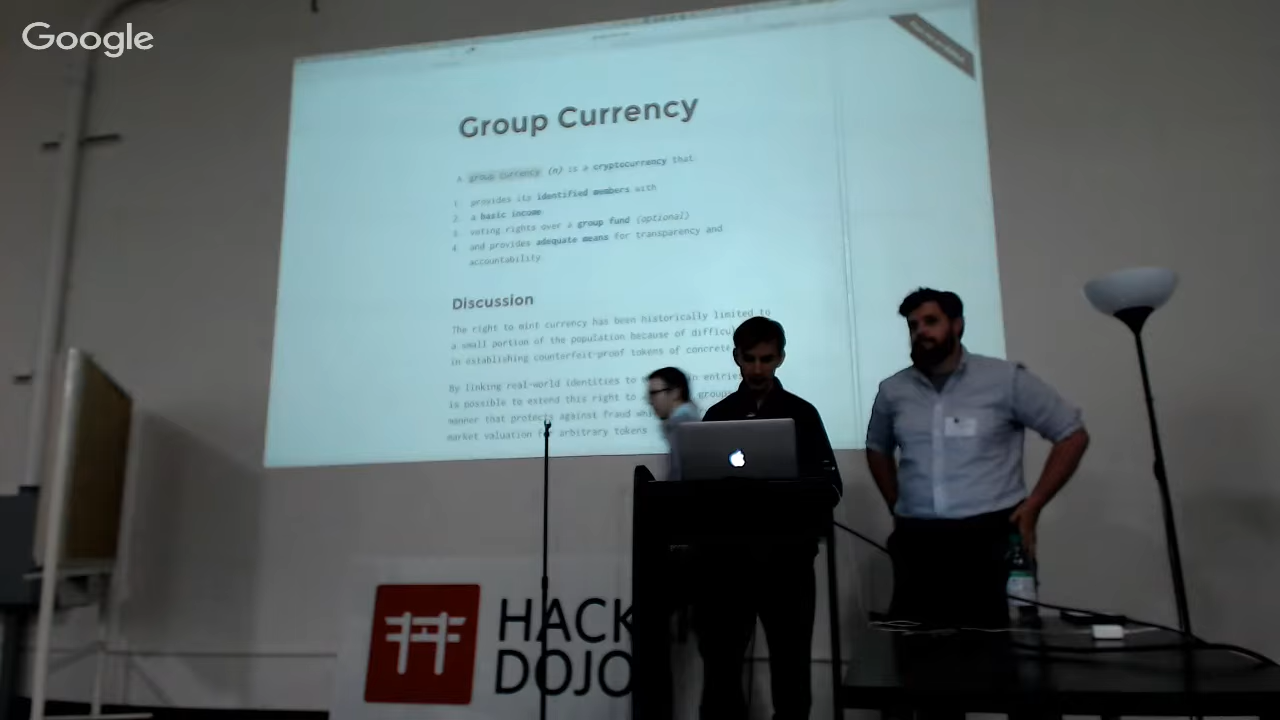 Google
Group Currency
A group currency (n) is a cryptocurrency that
1. provides its identified members with
2. a basic income
3. voting rights over a group fund (optional)
4. and provides adequate means for transparency and
accountability
Discussion
The right to mint currency has been historically limited to
a small portion of the population because of
in establishing counterfeit-proof tokens of concrete
By linking real-world identities to
is possible to extend this right to
manner that protects against fraud
market valuation for arbitrary tokens
HACK
DOJO